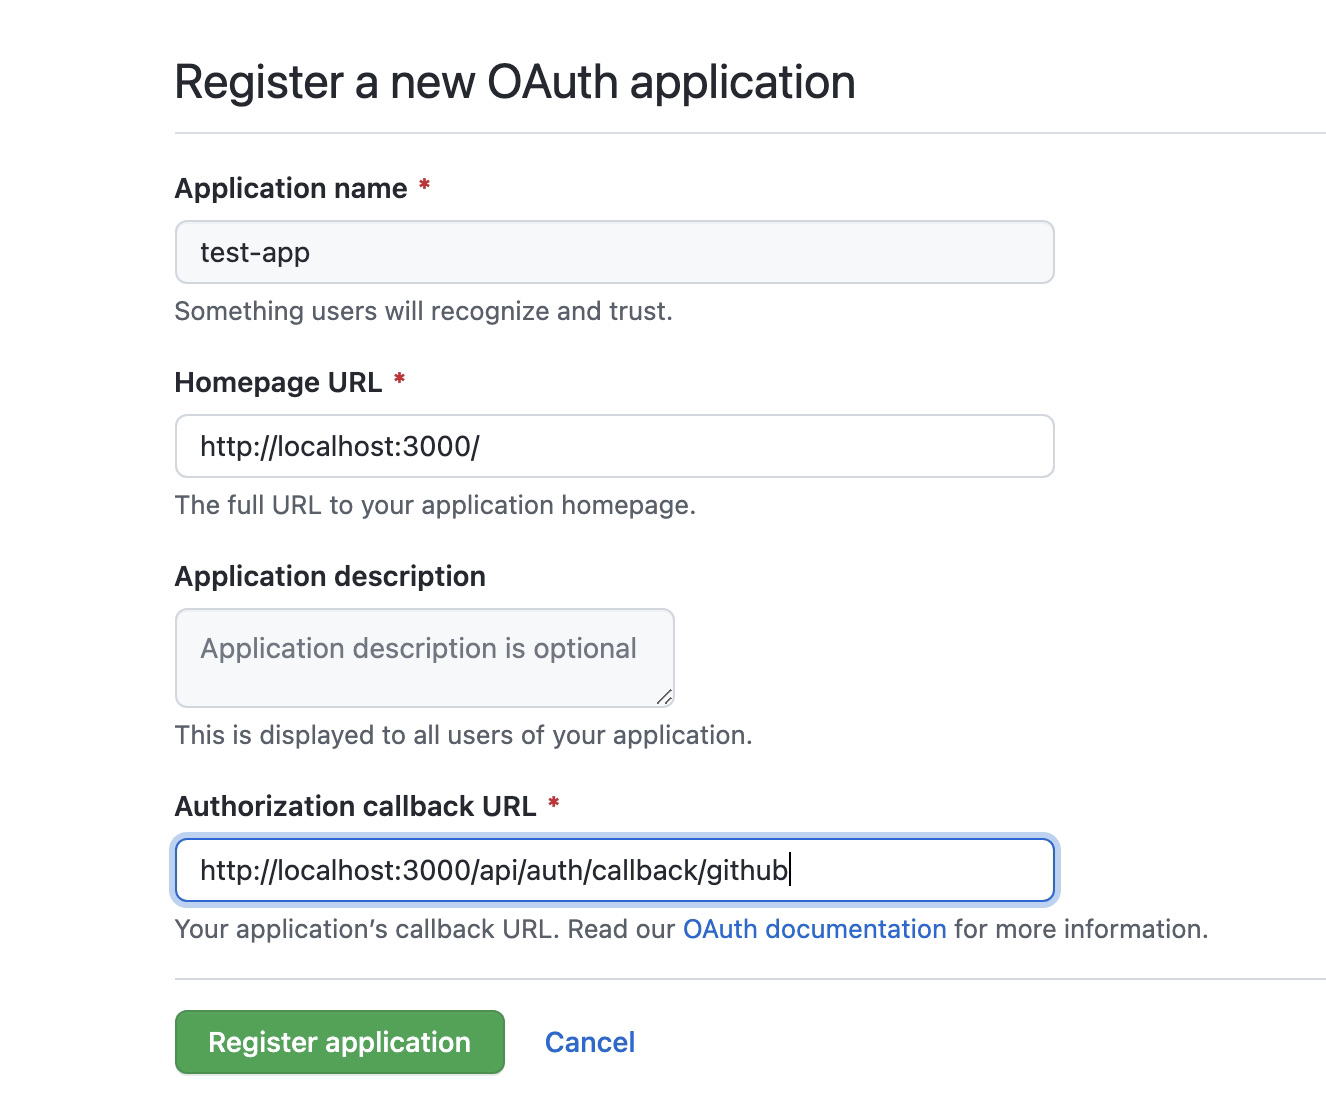 Register a new OAuth application
Application name *
test-app
Something users will recognize and trust.
Homepage URL *
http://localhost:3000/
The full URL to your application homepage.
Application description
Application description is optional
This is displayed to all users of your application.
Authorization callback URL *
http://localhost:3000/api/auth/callback/github
Your application’s callback URL. Read our OAuth documentation for more information.
Register application Cancel